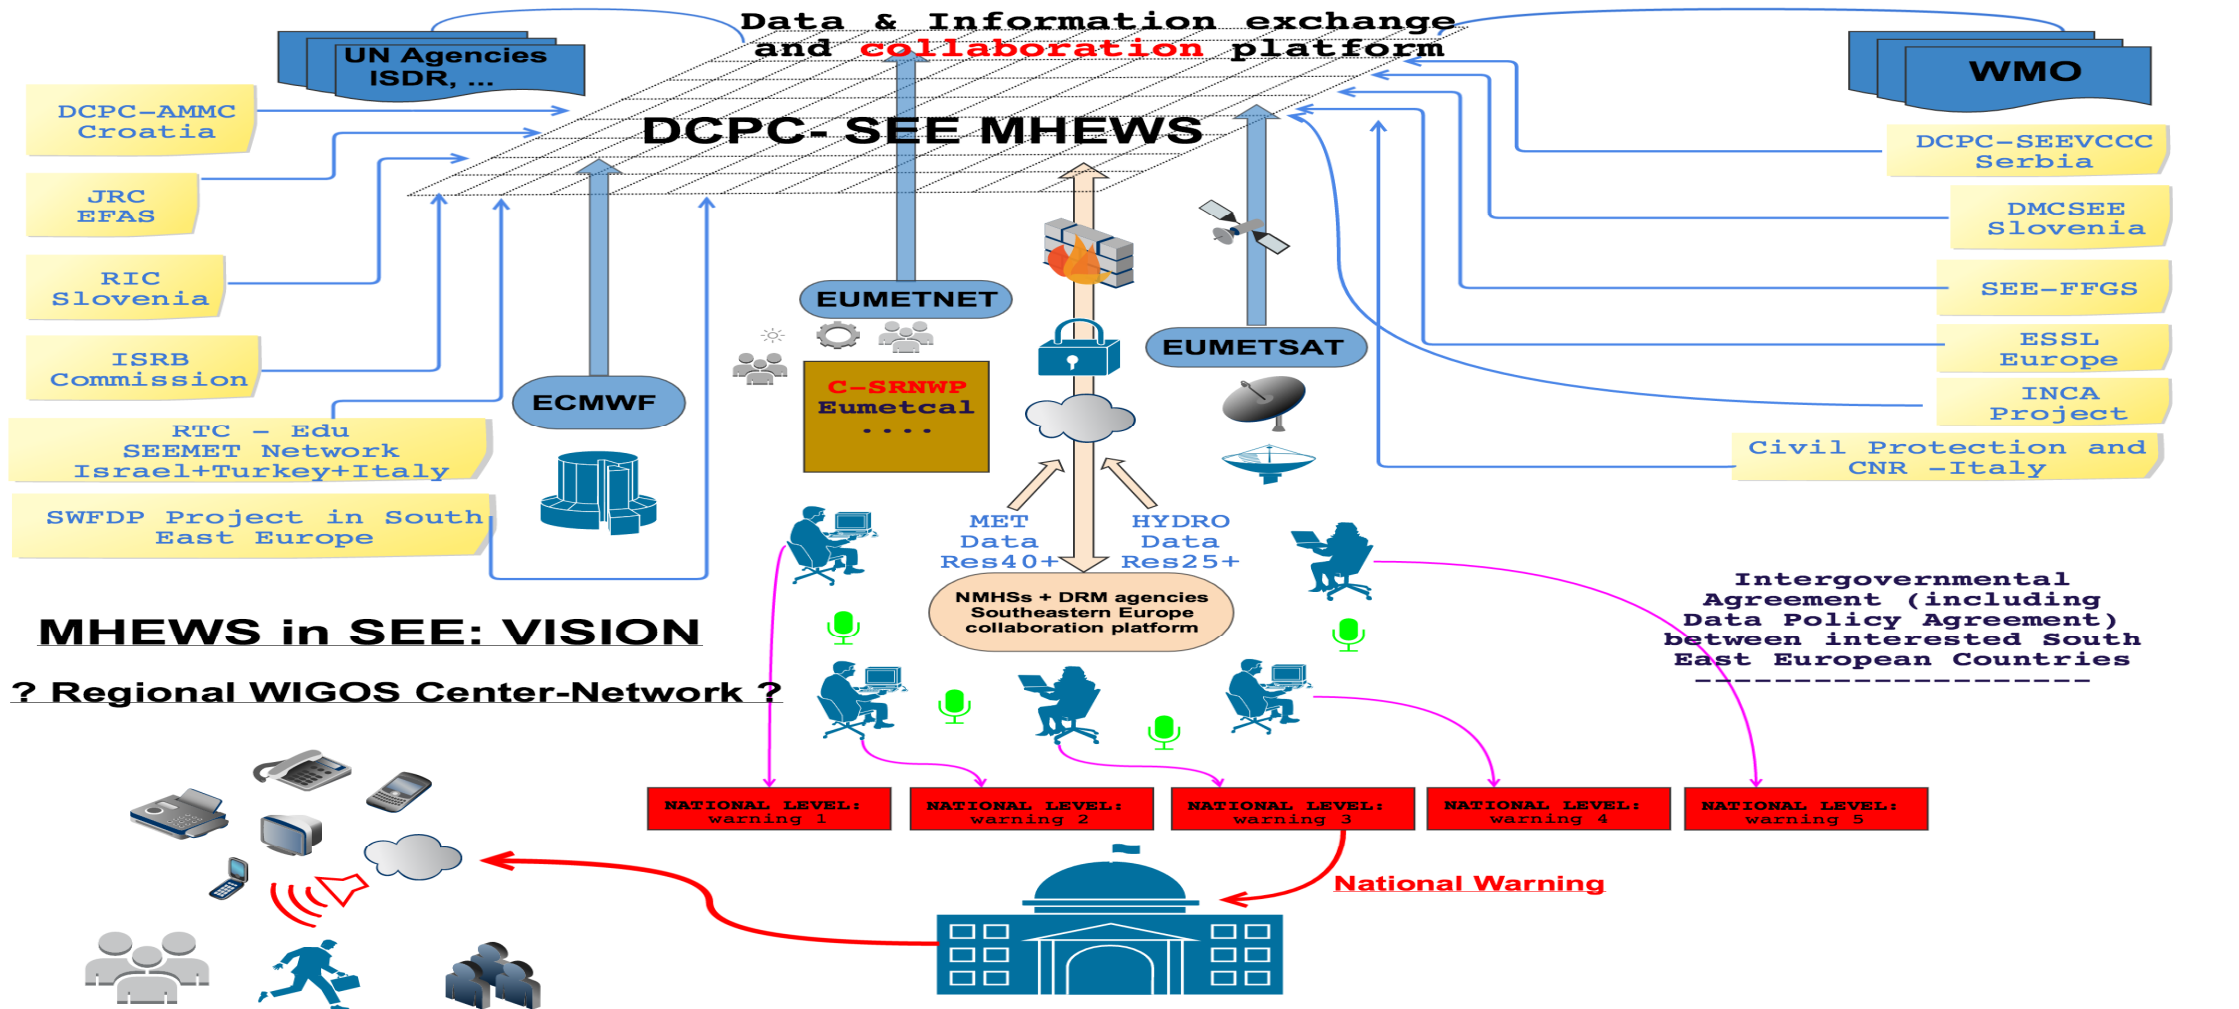 Data & Information exchange
and collaboration platform
UN Agencies
ISDR, ...
WMO
DCPC- SEE MHEWS
DCPC-AMMC
Croatia
JRC
EFAS
RIC
Slovenia
ISRB
Commission
RTC - Edu
SEEMET Network
Israel+Turkey+Italy
SWFDP Project in South
East Europe
ECMWF
EUMETNET
C-SRNWP
Eumetcal
....
EUMETSAT
DCPC-SEEVCCC
Serbia
DMCSEE
Slovenia
SEE-FFGS
ESSL
Europe
INCA
Project
Civil Protection and
CNR -Italy
MET
Data
Res40+
HYDRO
Data
Res25+
NMHSs + DRM agencies
Southeastern Europe
collaboration platform
Intergovernmental
Agreement (including
Data Policy Agreement)
between interested South
East European Countries
--------------------
MHEWS in SEE: VISION
? Regional WIGOS Center-Network ?
NATIONAL LEVEL:
warning 1
NATIONAL LEVEL:
warning 2
NATIONAL LEVEL:
warning 3
NATIONAL LEVEL:
warning 4
NATIONAL LEVEL:
warning 5
National Warning